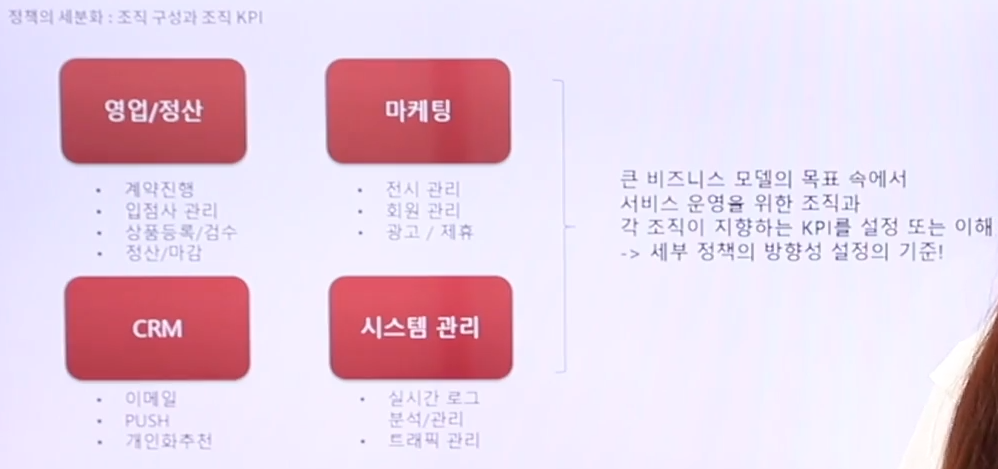 정책의 세분화 : 조직 구성과 조직 KPI
영업/정산
• 계약진행
• 입점사 관리
• 상품등록/검수
• 정산/마감
마케팅
• 전시 관리
• 회원 관리
• 광고 / 제휴
CRM
• 이메일
• PUSH
• 개인화추천
시스템 관리
• 실시간 로그
분석/관리
• 트래픽 관리
큰 비즈니스 모델의 목표 속에서
서비스 운영을 위한 조직과
각 조직이 지향하는 KPI를 설정 또는 이해
-> 세부 정책의 방향성 설정의 기준!